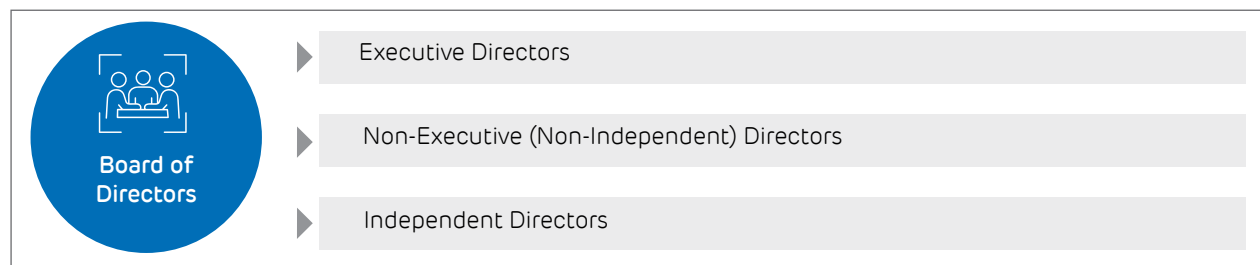 Board of
Directors
Executive Directors
Non-Executive (Non-Independent) Directors
Independent Directors